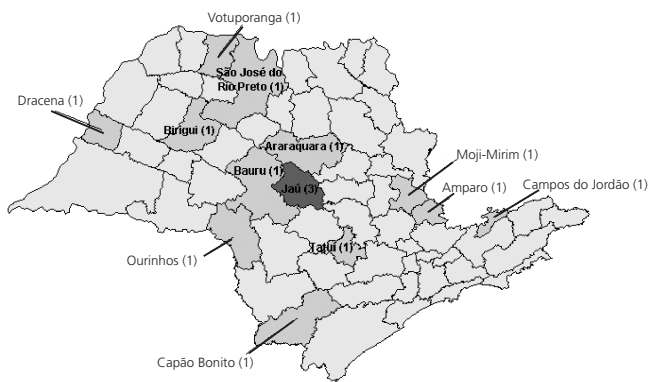 Votuporanga (1)
São José do
Rio Preto (1)
Dracena (1)
Birigui (1)
Araraquara (1)
Moji-Mirim (1)
Bauru (1)
Amparo (1)
Campos do Jordão (1)
Jaú (3)
Tatuí (1)
Ourinhos (1)
Capão Bonito (1)